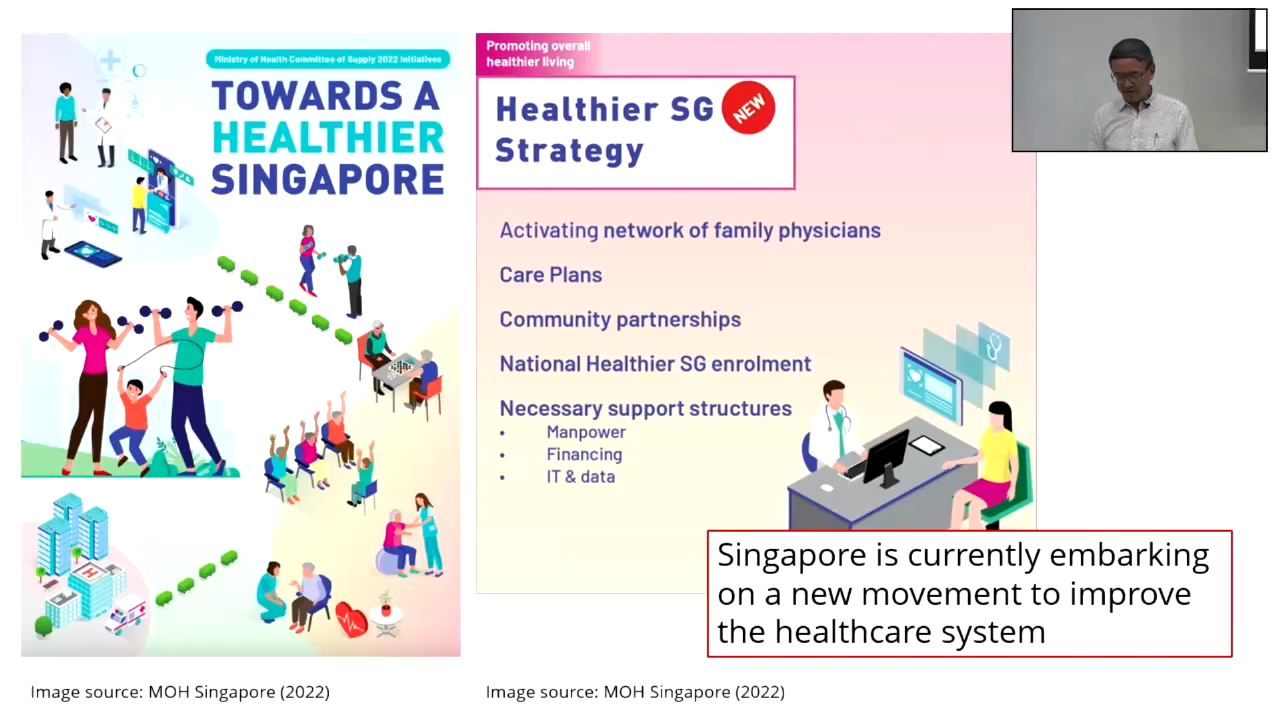 Ministry of Health Committee of Supply 2022 Initiatives
TOWARDS A
HEALTHIER
SINGAPORE
Promoting overall
healthier living
Healthier SG
Strategy
NEW
Activating network of family physicians
Care Plans
Community partnerships
National Healthier SG enrolment
Necessary support structures
• Manpower
• Financing
• IT & data
Singapore is currently embarking
on a new movement to improve
the healthcare system
Image source: MOH Singapore (2022)
Image source: MOH Singapore (2022)